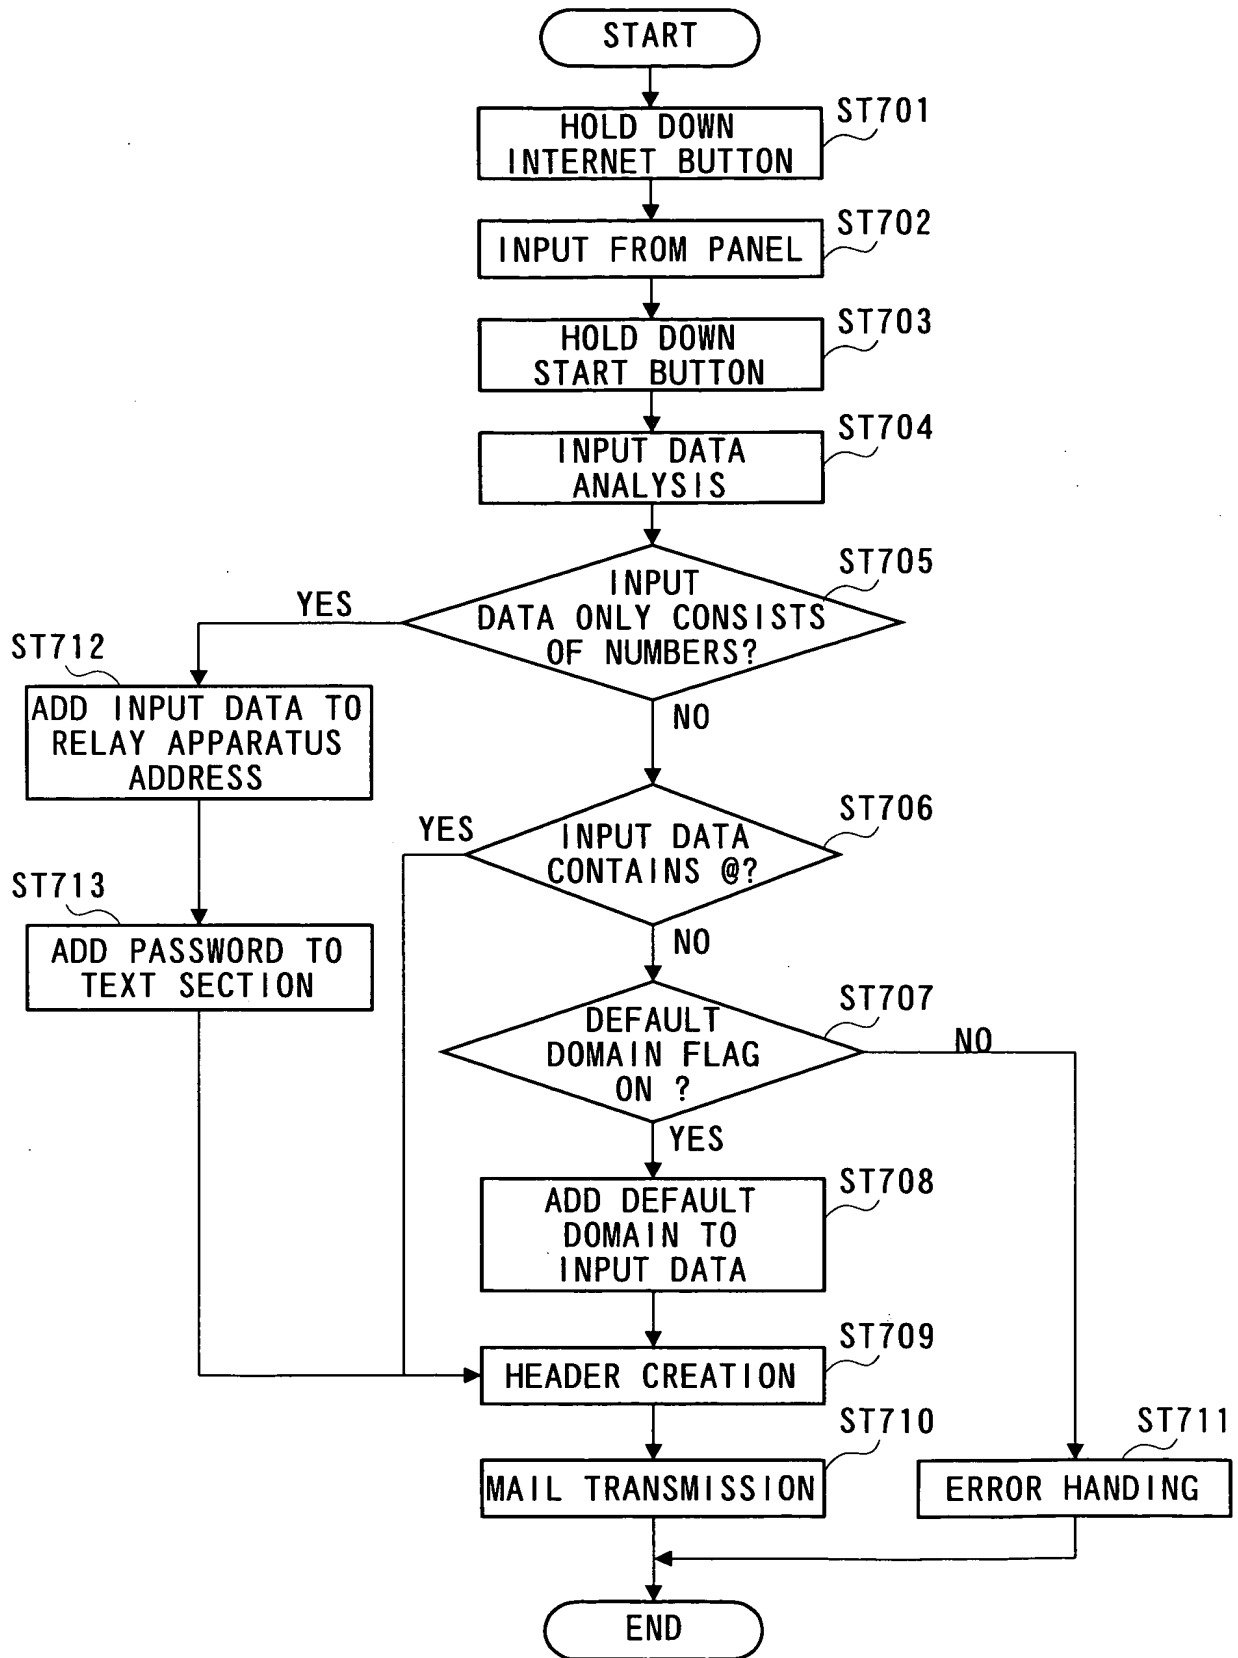 START
ST701
HOLD DOWN
INTERNET BUTTON
ST702
INPUT FROM PANEL
ST703
HOLD DOWN
START BUTTON
ST704
INPUT DATA
ANALYSIS
ST705
INPUT
DATA ONLY CONSISTS
OF NUMBERS?
YES
NO
ST712
ADD INPUT DATA TO
RELAY APPARATUS
ADDRESS
ST713
ADD PASSWORD TO
TEXT SECTION
ST706
INPUT DATA
CONTAINS @?
YES
NO
ST707
DEFAULT
DOMAIN FLAG
ON ?
NO
YES
ST708
ADD DEFAULT
DOMAIN TO
INPUT DATA
ST709
HEADER CREATION
ST710
MAIL TRANSMISSION
ST711
ERROR HANDING
END